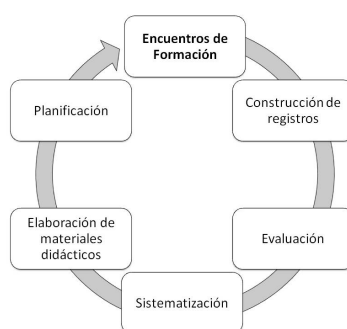 Encuentros de
Formación
Construcción de
registros
Evaluación
Sistematización
Elaboración de
materiales
didácticos
Planificación